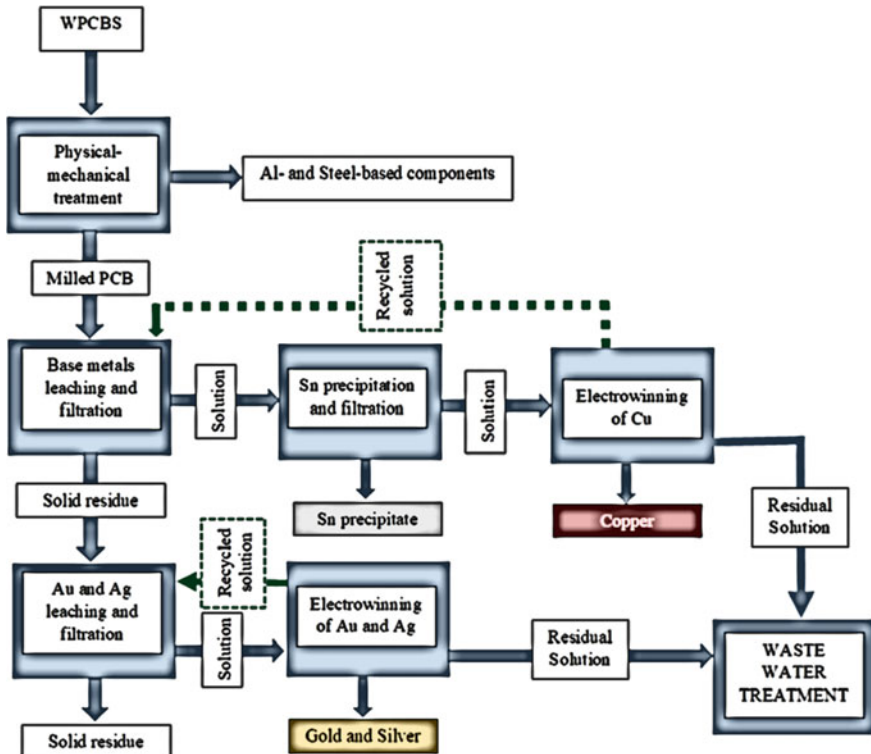 WPCBS
Physical-
mechanical
treatment
Al- and Steel-based components
Milled PCB
Recycled
solution
Base metals
leaching and
filtration
Solution
Sn precipitation
and filtration
Solution
Electrowinning
of Cu
Solid residue
Sn precipitate
Copper
Residual
Solution
Recycled
solution
Au and Ag
leaching and
filtration
Solution
Electrowinning
of Au and Ag
Residual
Solution
WASTE
WATER
TREATMENT
Solid residue
Gold and Silver